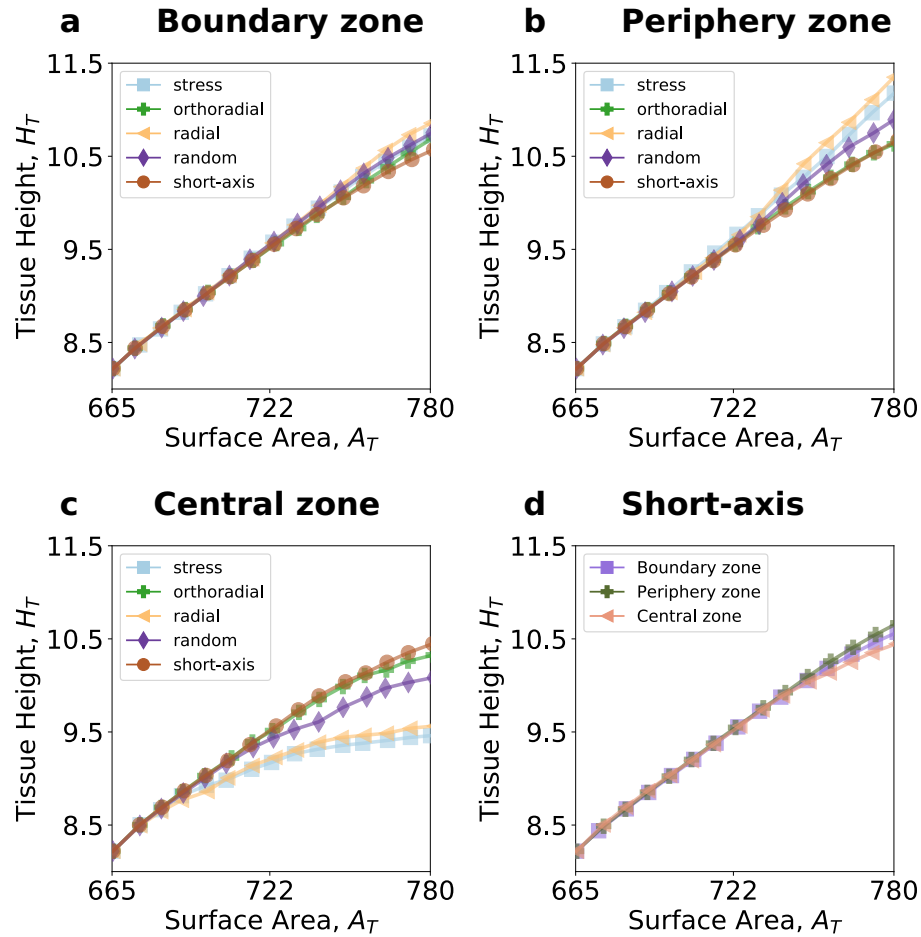 a Boundary zone
11.5
10.5
9.5
8.5
Tissue Height, H_T
stress
orthoradial
radial
random
short-axis
665 722 780
Surface Area, A_T
b Periphery zone
11.5
10.5
9.5
8.5
Tissue Height, H_T
stress
orthoradial
radial
random
short-axis
665 722 780
Surface Area, A_T
c Central zone
11.5
10.5
9.5
8.5
Tissue Height, H_T
stress
orthoradial
radial
random
short-axis
665 722 780
Surface Area, A_T
d Short-axis
11.5
10.5
9.5
8.5
Tissue Height, H_T
Boundary zone
Periphery zone
Central zone
665 722 780
Surface Area, A_T